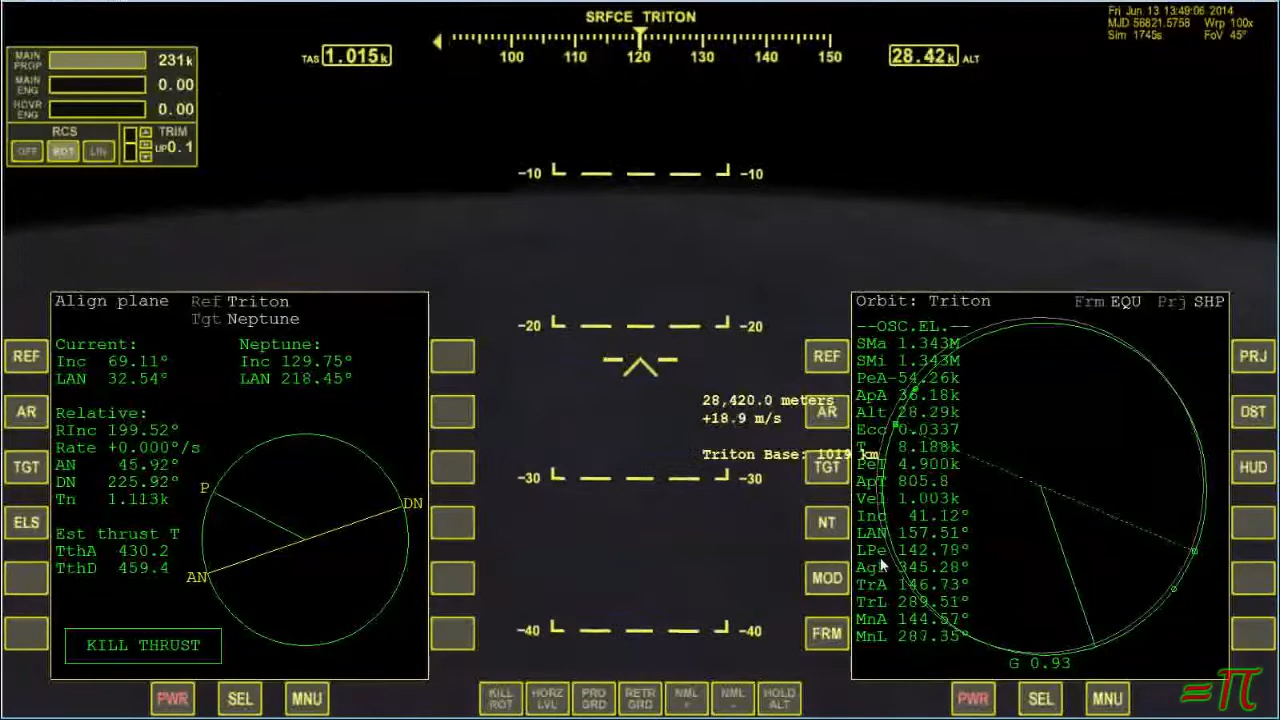 SRFCE TRITON
Fri Jun 13 13:49:06 2014
MJD 56821.5758 Wrp 100x
Sim 1745s FoV 45°
MAIN PROP 231k
MAIN ENG 0.00
HOVR ENG 0.00
RCS TRIM
OFF ROT LIN UP0.1
TAS 1.015k
100 110 120 130 140 150
28.42k ALT
-10 -10
-20 -20
-30 -30
-40 -40
28,420.0 meters
+18.9 m/s
Triton Base: 1019 km
Align plane Ref Triton
Tgt Neptune
Current: Neptune:
Inc 69.11° Inc 129.75°
LAN 32.54° LAN 218.45°
Relative:
RInc 199.52°
Rate +0.000°/s
AN 45.92°
DN 225.92°
Tn 1.113k
Est thrust T
TthA 430.2
TthD 459.4
KILL THRUST
P
DN
AN
REF
AR
TGT
ELS
PWR SEL MNU
KILL ROT
HORZ LVL
PRO GRD
RETR GRD
NML +
NML -
HOLD ALT
Orbit: Triton Frm EQU Prj SHP
--OSC.EL.--
SMa 1.343M
SMi 1.343M
PeA-54.26k
ApA 36.18k
Alt 28.29k
Ecc 0.0337
T 8.188k
PeT 4.900k
ApT 805.8
Vel 1.003k
Inc 41.12°
LAN 157.51°
LPe 142.79°
AgP 345.28°
TrA 146.73°
TrL 289.51°
MnA 144.57°
MnL 287.35°
G 0.93
REF
AR
TGT
NT
MOD
FRM
PRJ
DST
HUD
PWR SEL MNU
=π